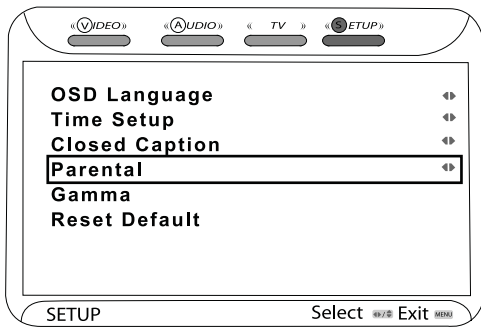 «VIDEO» «AUDIO» « TV » «SETUP»
OSD Language
Time Setup
Closed Caption
Parental
Gamma
Reset Default
SETUP Select Exit MENU